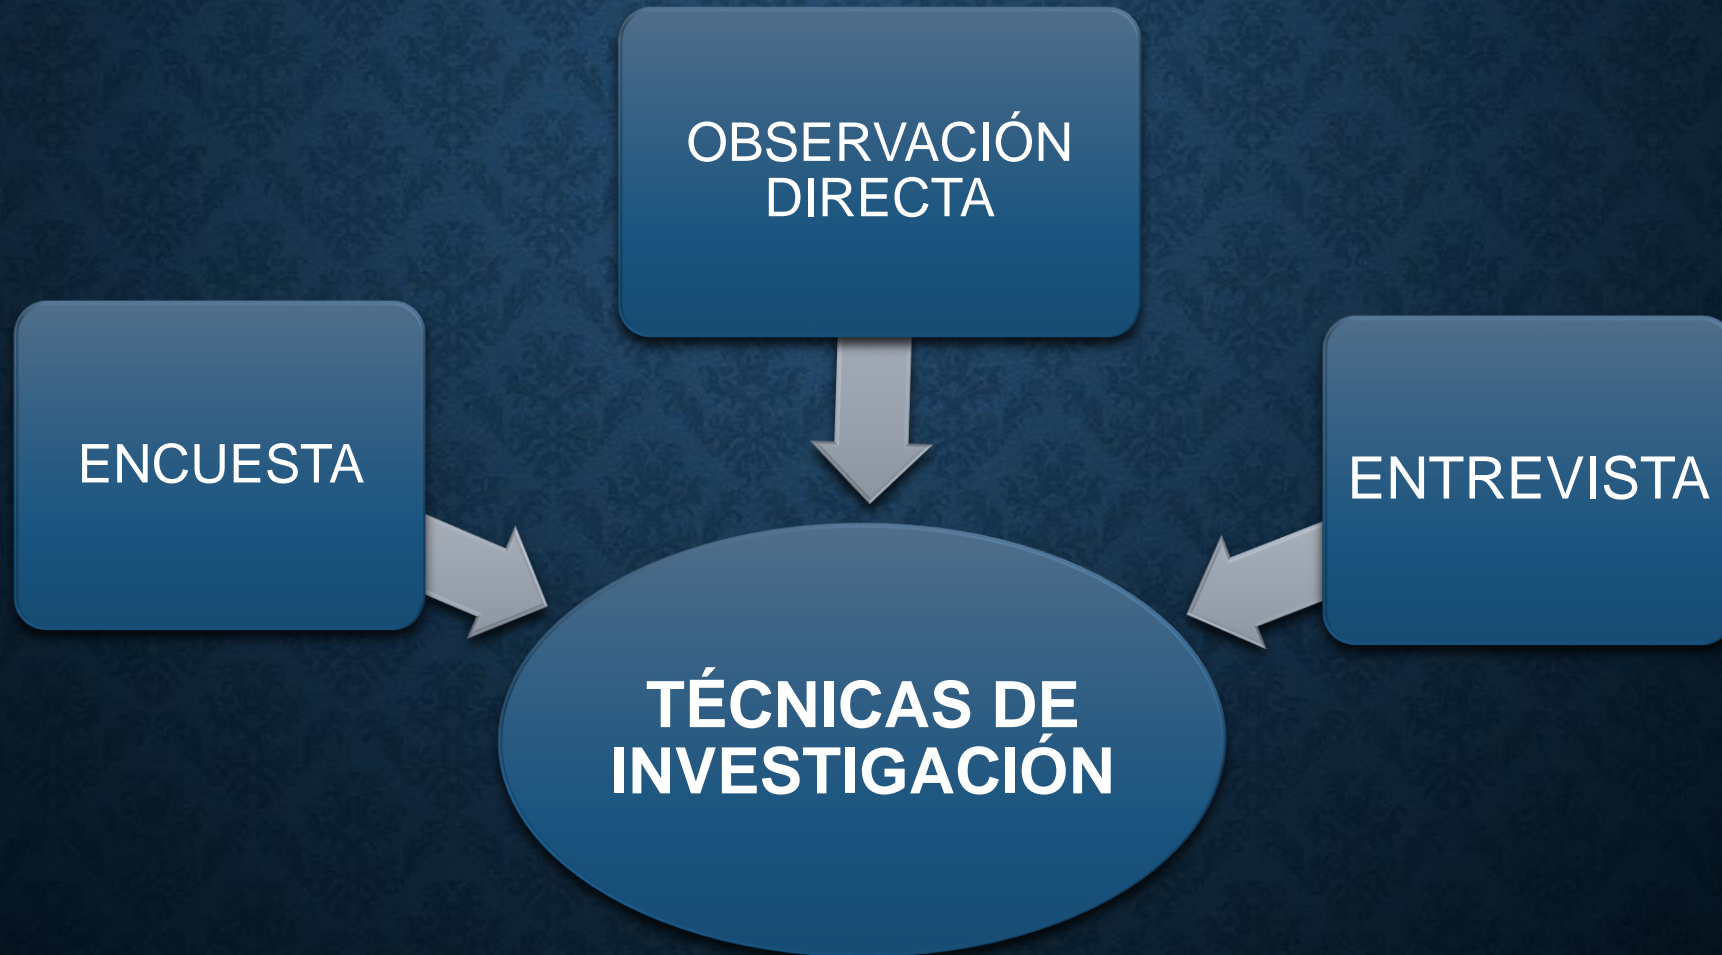 OBSERVACIÓN
DIRECTA
ENCUESTA
ENTREVISTA
TÉCNICAS DE
INVESTIGACIÓN